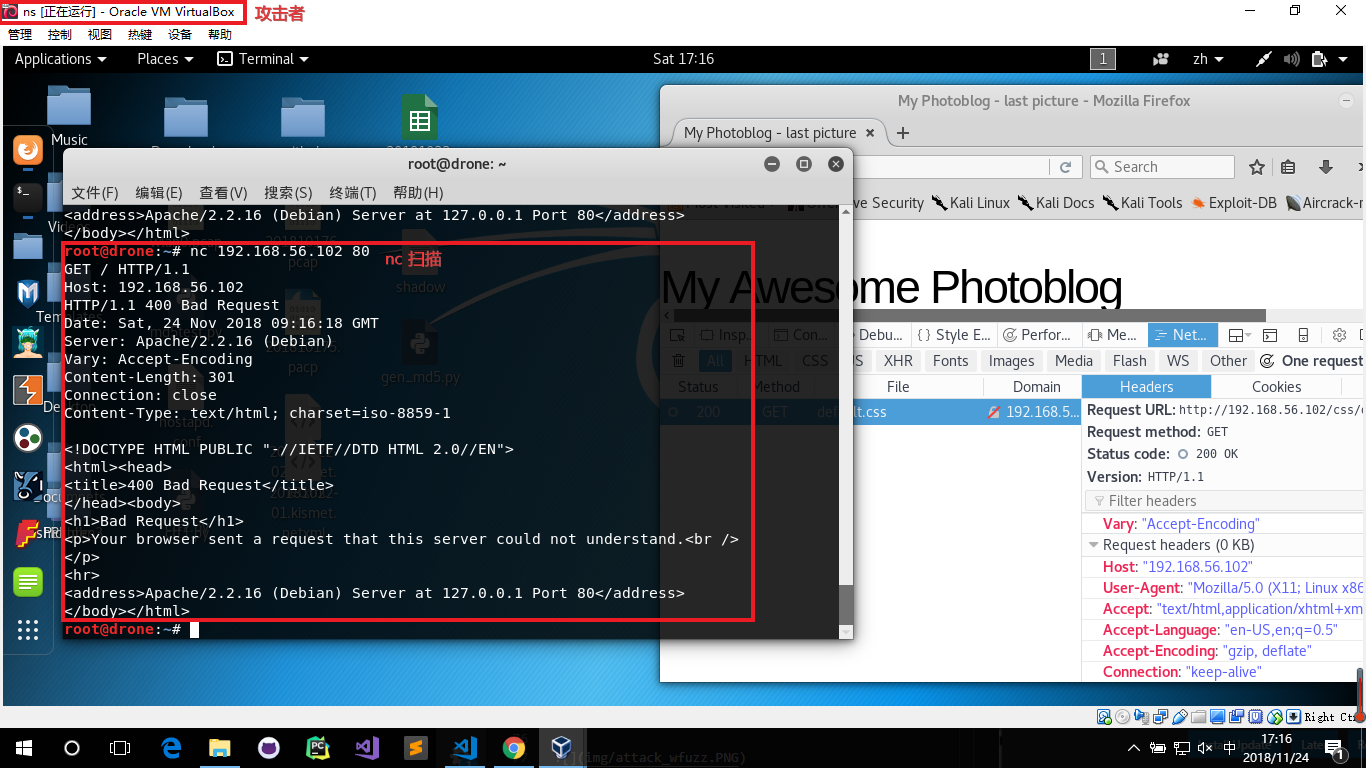 ns [正在运行] - Oracle VM VirtualBox
攻击者
管理 控制 视图 热键 设备 帮助
Applications Places Terminal Sat 17:16 1 zh
Music
My Photoblog - last picture - Mozilla Firefox
My Photoblog - last picture
Search
Kali Linux Kali Docs Kali Tools Exploit-DB Aircrack-n
root@drone: ~
文件(F) 编辑(E) 查看(V) 搜索(S) 终端(T) 帮助(H)
<address>Apache/2.2.16 (Debian) Server at 127.0.0.1 Port 80</address>
</body></html>
root@drone:~# nc 192.168.56.102 80
nc 扫描
GET / HTTP/1.1
Host: 192.168.56.102
HTTP/1.1 400 Bad Request
Date: Sat, 24 Nov 2018 09:16:18 GMT
Server: Apache/2.2.16 (Debian)
Vary: Accept-Encoding
Content-Length: 301
Connection: close
Content-Type: text/html; charset=iso-8859-1
<!DOCTYPE HTML PUBLIC "-//IETF//DTD HTML 2.0//EN">
<html><head>
<title>400 Bad Request</title>
</head><body>
<h1>Bad Request</h1>
<p>Your browser sent a request that this server could not understand.<br />
</p>
<hr>
<address>Apache/2.2.16 (Debian) Server at 127.0.0.1 Port 80</address>
</body></html>
root@drone:~#
pcap
shadow
pacp
gen_md5.py
hostapd.
conf
01.kismet.
My Awesome Photoblog
Insp Con... Debu... { } Style E... Perfor... Me... Net...
All HTML CSS JS XHR Fonts Images Media Flash WS Other One request
Status Method File Domain Headers Cookies
200 GET default.css 192.168.5...
Request URL: http://192.168.56.102/css/d
Request method: GET
Status code: 200 OK
Version: HTTP/1.1
Filter headers
Vary: "Accept-Encoding"
Request headers (0 KB)
Host: "192.168.56.102"
User-Agent: "Mozilla/5.0 (X11; Linux x86
Accept: "text/html,application/xhtml+xm
Accept-Language: "en-US,en;q=0.5"
Accept-Encoding: "gzip, deflate"
Connection: "keep-alive"
Right Ctrl
(img/attack_wfuzz.PNG)
中
17:16
2018/11/24
1